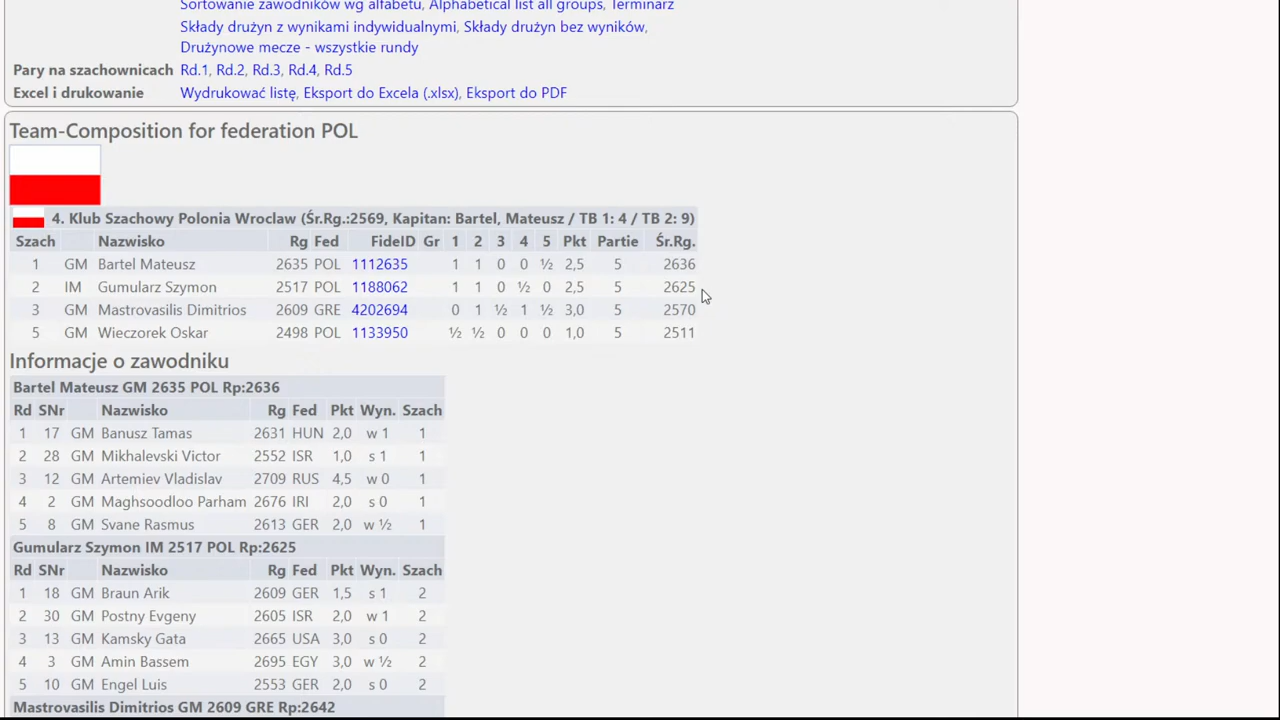 Sortowanie zawodników wg alfabetu, Alphabetical list all groups, Terminarz
Składy drużyn z wynikami indywidualnymi, Składy drużyn bez wyników,
Drużynowe mecze - wszystkie rundy
Pary na szachownicach Rd.1, Rd.2, Rd.3, Rd.4, Rd.5
Excel i drukowanie Wydrukować listę, Eksport do Excela (.xlsx), Eksport do PDF
Team-Composition for federation POL
4. Klub Szachowy Polonia Wroclaw (Śr.Rg.:2569, Kapitan: Bartel, Mateusz / TB 1: 4 / TB 2: 9)
Szach Nazwisko Rg Fed FideID Gr 1 2 3 4 5 Pkt Partie Śr.Rg.
1 GM Bartel Mateusz 2635 POL 1112635 1 1 0 0 ½ 2,5 5 2636
2 IM Gumularz Szymon 2517 POL 1188062 1 1 0 ½ 0 2,5 5 2625
3 GM Mastrovasilis Dimitrios 2609 GRE 4202694 0 1 ½ 1 ½ 3,0 5 2570
5 GM Wieczorek Oskar 2498 POL 1133950 ½ ½ 0 0 0 1,0 5 2511
Informacje o zawodniku
Bartel Mateusz GM 2635 POL Rp:2636
Rd SNr Nazwisko Rg Fed Pkt Wyn. Szach
1 17 GM Banusz Tamas 2631 HUN 2,0 w 1 1
2 28 GM Mikhalevski Victor 2552 ISR 1,0 s 1 1
3 12 GM Artemiev Vladislav 2709 RUS 4,5 w 0 1
4 2 GM Maghsoodloo Parham 2676 IRI 2,0 s 0 1
5 8 GM Svane Rasmus 2613 GER 2,0 w ½ 1
Gumularz Szymon IM 2517 POL Rp:2625
Rd SNr Nazwisko Rg Fed Pkt Wyn. Szach
1 18 GM Braun Arik 2609 GER 1,5 s 1 2
2 30 GM Postny Evgeny 2605 ISR 2,0 w 1 2
3 13 GM Kamsky Gata 2665 USA 3,0 s 0 2
4 3 GM Amin Bassem 2695 EGY 3,0 w ½ 2
5 10 GM Engel Luis 2553 GER 2,0 s 0 2
Mastrovasilis Dimitrios GM 2609 GRE Rp:2642